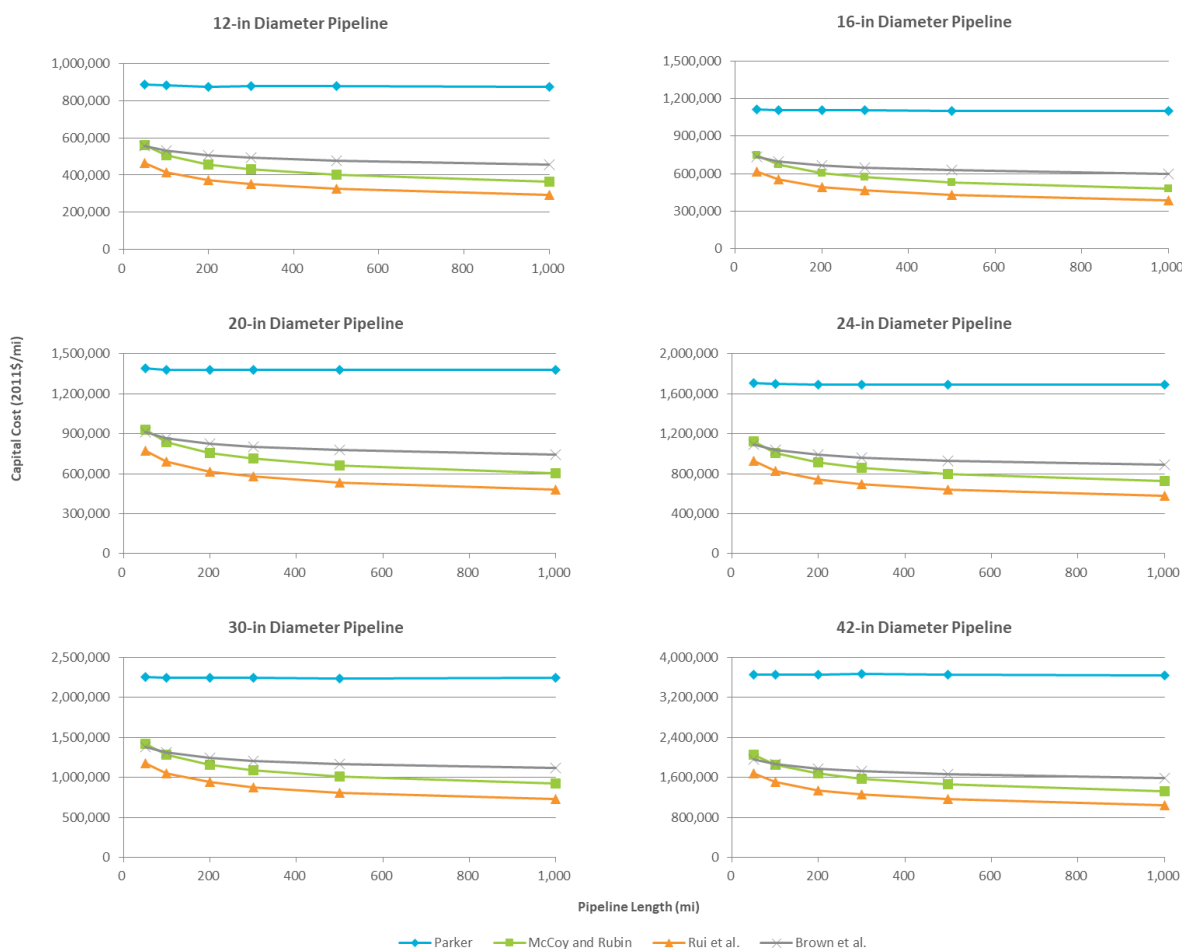 12-in Diameter Pipeline
1,000,000
800,000
600,000
400,000
200,000
0
0 200 400 600 800 1,000
16-in Diameter Pipeline
1,500,000
1,200,000
900,000
600,000
300,000
0
0 200 400 600 800 1,000
Capital Cost (2011$/mi)
20-in Diameter Pipeline
1,500,000
1,200,000
900,000
600,000
300,000
0
0 200 400 600 800 1,000
24-in Diameter Pipeline
2,000,000
1,600,000
1,200,000
800,000
400,000
0
0 200 400 600 800 1,000
30-in Diameter Pipeline
2,500,000
2,000,000
1,500,000
1,000,000
500,000
0
0 200 400 600 800 1,000
42-in Diameter Pipeline
4,000,000
3,200,000
2,400,000
1,600,000
800,000
0
0 200 400 600 800 1,000
Pipeline Length (mi)
Parker McCoy and Rubin Rui et al. Brown et al.